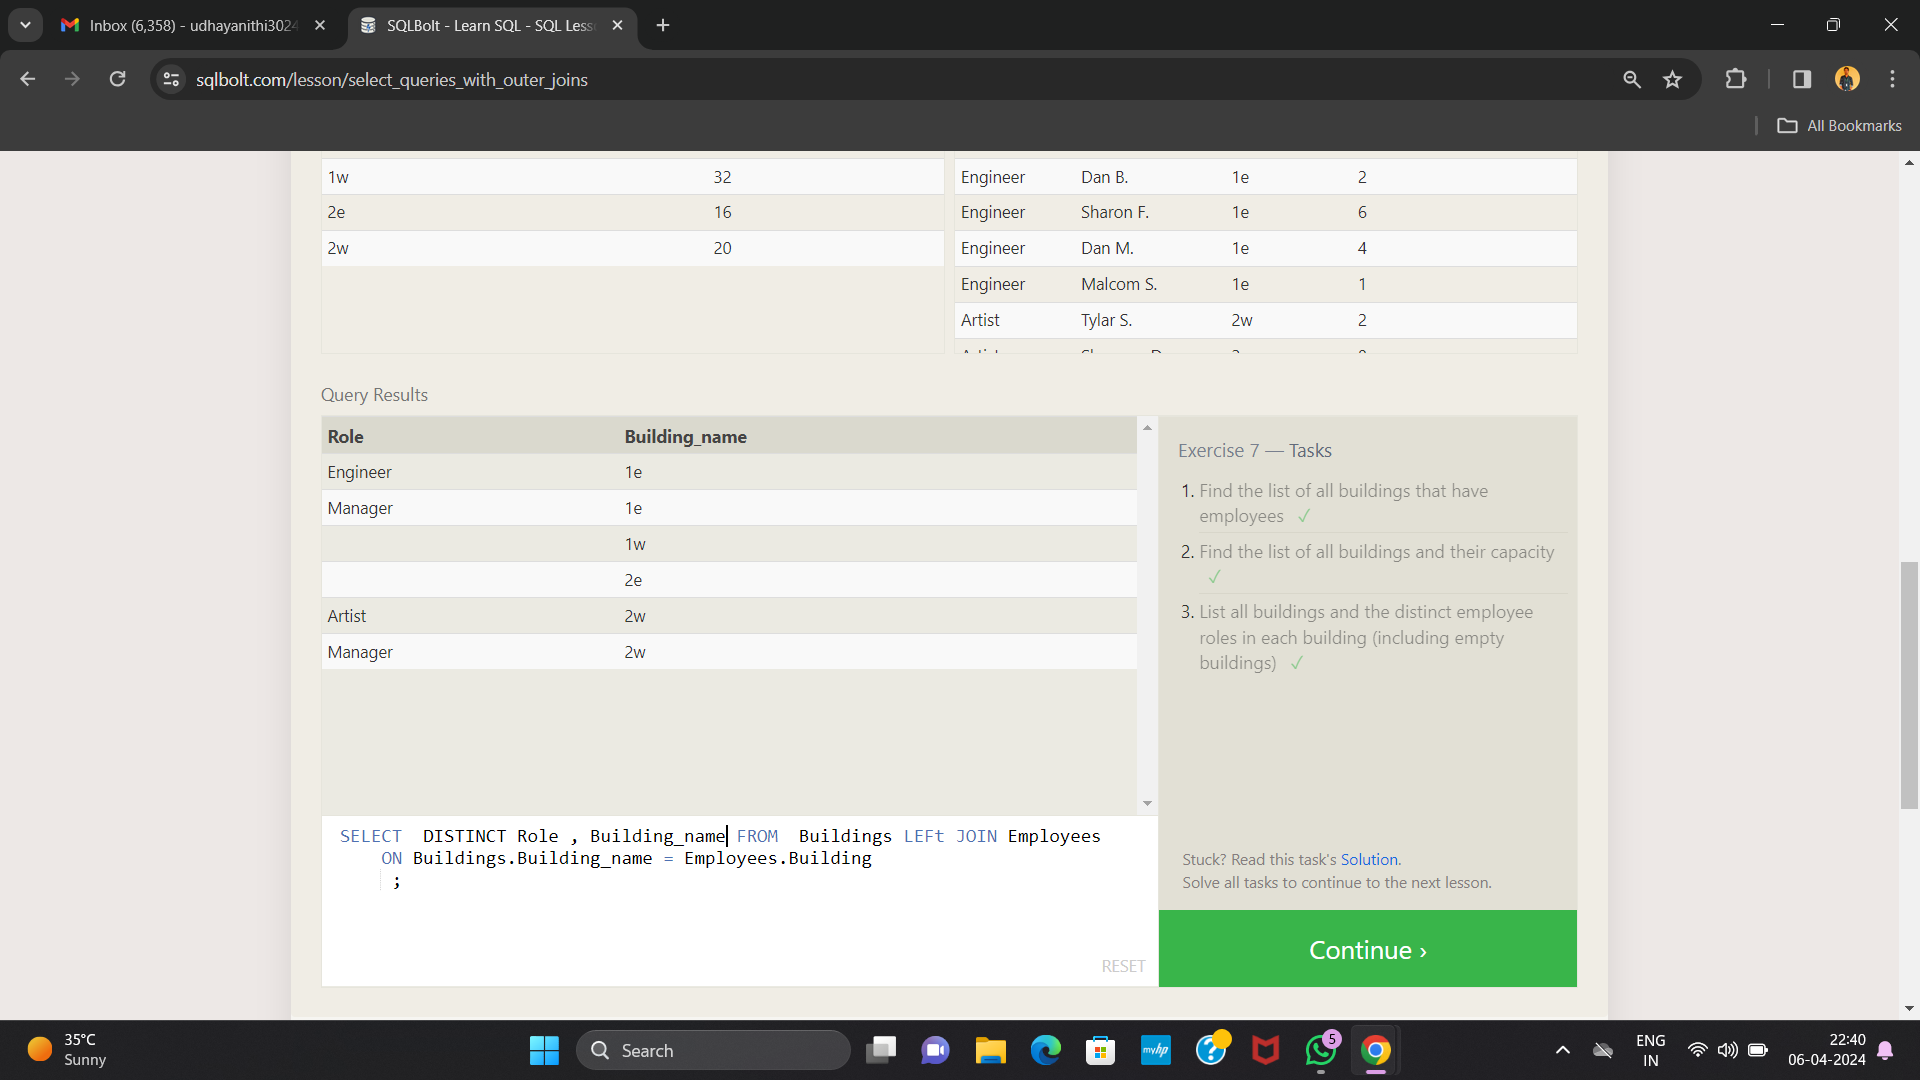 Inbox (6,358) - udhayanithi3024
SQLBolt - Learn SQL - SQL Less
sqlbolt.com/lesson/select_queries_with_outer_joins
All Bookmarks
1w 32
2e 16
2w 20
Engineer Dan B. 1e 2
Engineer Sharon F. 1e 6
Engineer Dan M. 1e 4
Engineer Malcom S. 1e 1
Artist Tylar S. 2w 2
Query Results
Role Building_name
Engineer 1e
Manager 1e
1w
2e
Artist 2w
Manager 2w
SELECT DISTINCT Role , Building_name FROM Buildings LEFt JOIN Employees
ON Buildings.Building_name = Employees.Building
;
RESET
Exercise 7 — Tasks
1. Find the list of all buildings that have
employees ✓
2. Find the list of all buildings and their capacity
✓
3. List all buildings and the distinct employee
roles in each building (including empty
buildings) ✓
Stuck? Read this task's Solution.
Solve all tasks to continue to the next lesson.
Continue ›
35°C
Sunny
Search
myhp
5
ENG
IN
22:40
06-04-2024